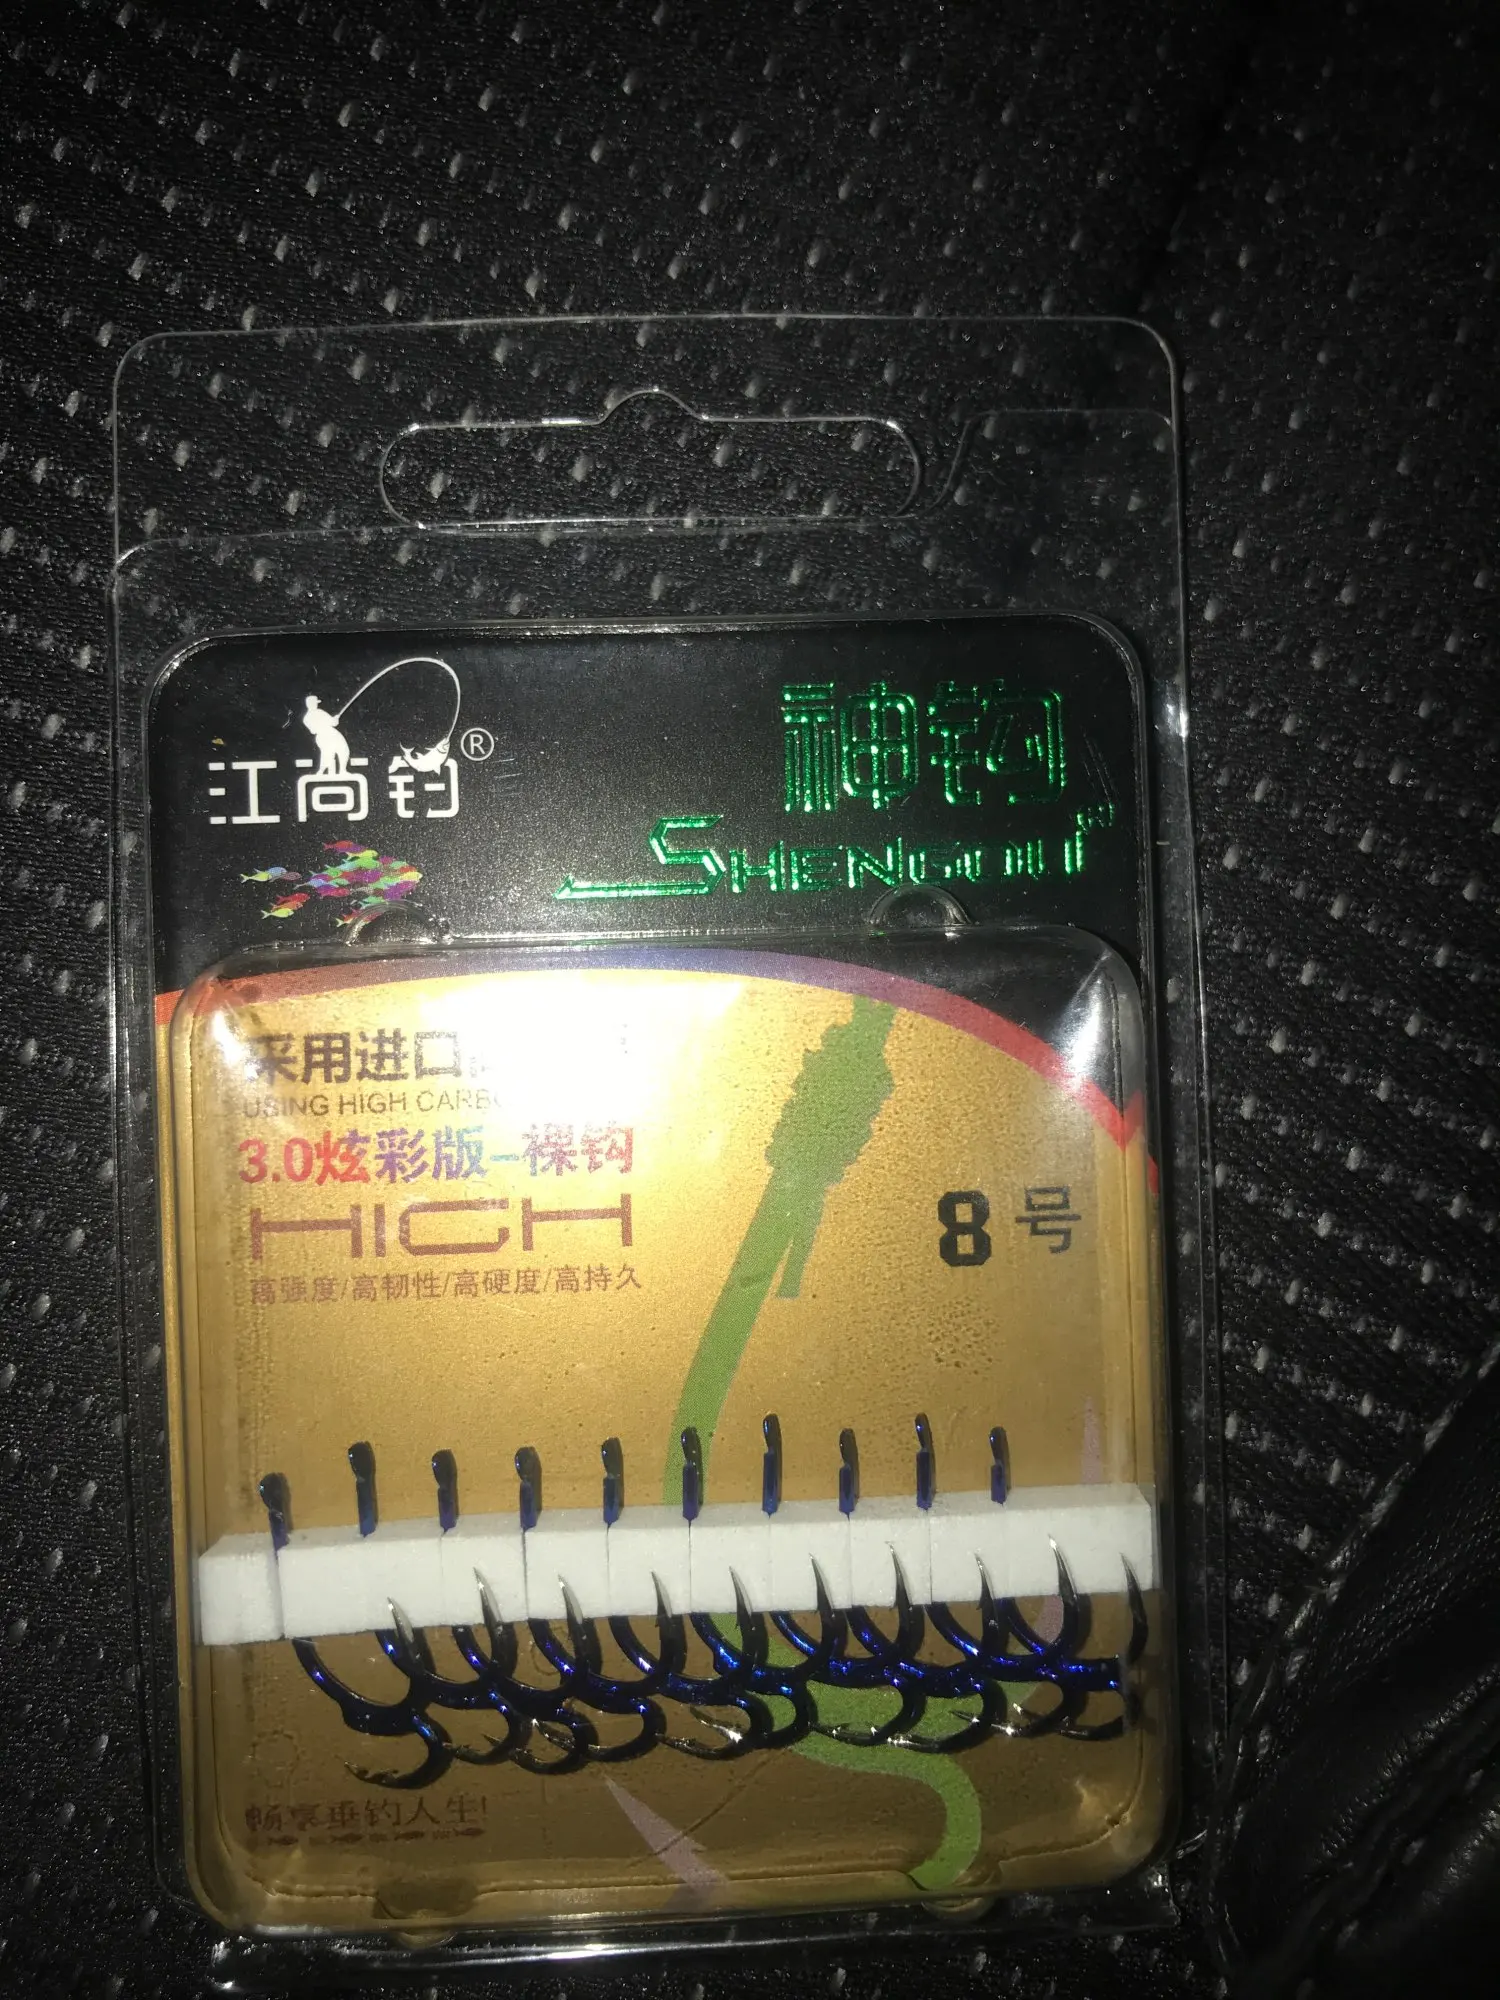 江尚钓®
神钩
SHENGOU
采用进口
USING HIGH CARBO
3.0炫彩版-裸钩
HIGH
8号
高强度/高韧性/高硬度/高持久
畅享垂钓人生!